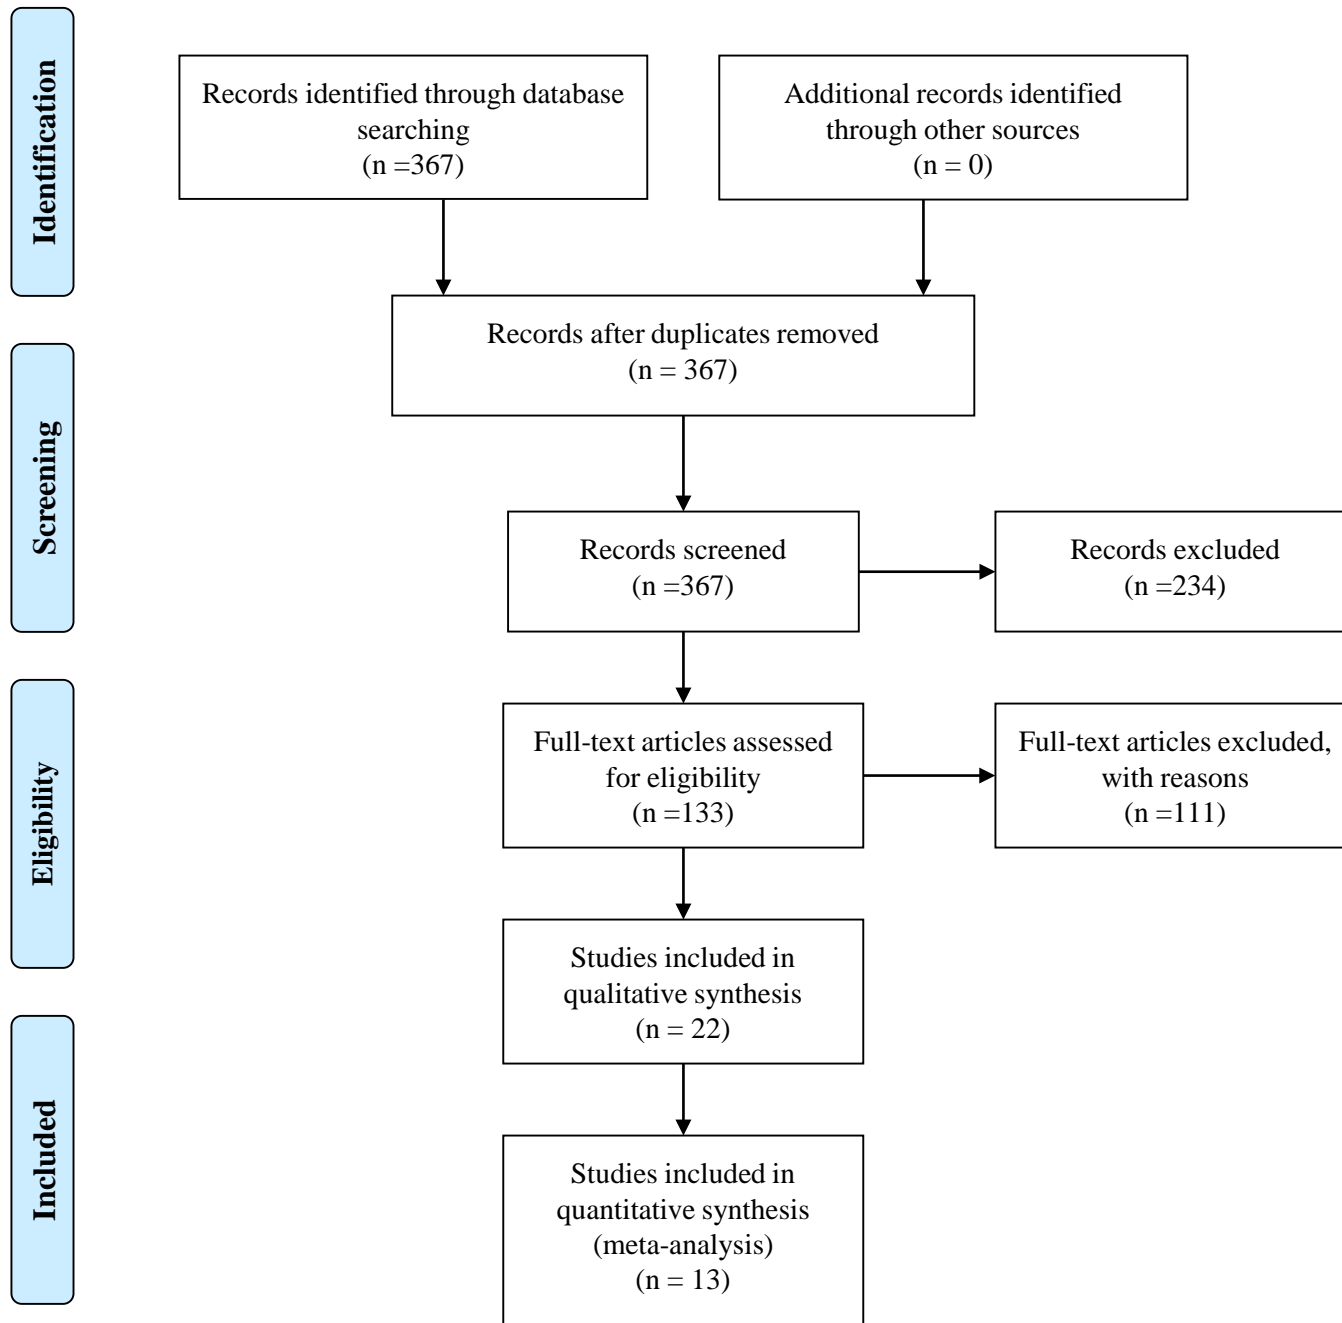 Identification
Records identified through database
searching
(n =367)
Additional records identified
through other sources
(n = 0)
Records after duplicates removed
(n = 367)
Screening
Records screened
(n =367)
Records excluded
(n =234)
Eligibility
Full-text articles assessed
for eligibility
(n =133)
Full-text articles excluded,
with reasons
(n =111)
Studies included in
qualitative synthesis
(n = 22)
Included
Studies included in
quantitative synthesis
(meta-analysis)
(n = 13)